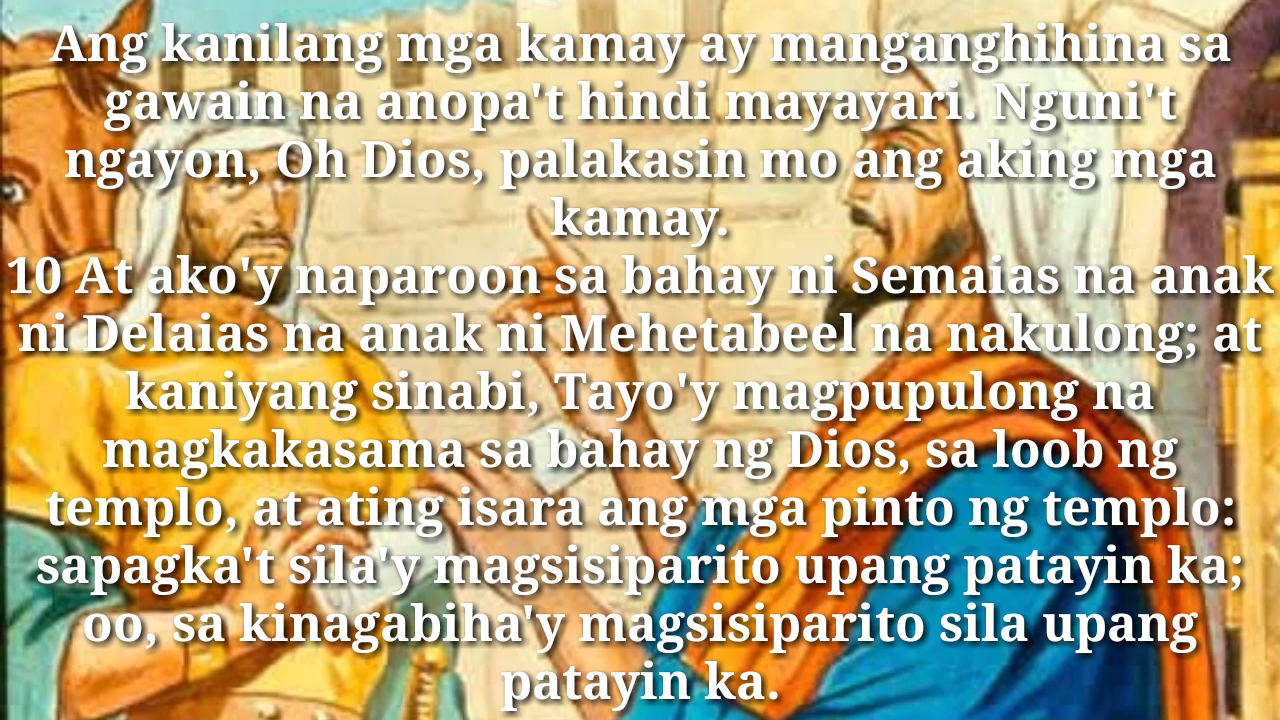 Ang kanilang mga kamay ay manganghihina sa
gawain na anopa't hindi mayayari. Nguni't
ngayon, Oh Dios, palakasin mo ang aking mga
kamay.
10 At ako'y naparoon sa bahay ni Semaias na anak
ni Delaias na anak ni Mehetabeel na nakulong; at
kaniyang sinabi, Tayo'y magpupulong na
magkakasama sa bahay ng Dios, sa loob ng
templo, at ating isara ang mga pinto ng templo:
sapagka't sila'y magsisiparito upang patayin ka;
oo, sa kinagabiha'y magsisiparito sila upang
patayin ka.